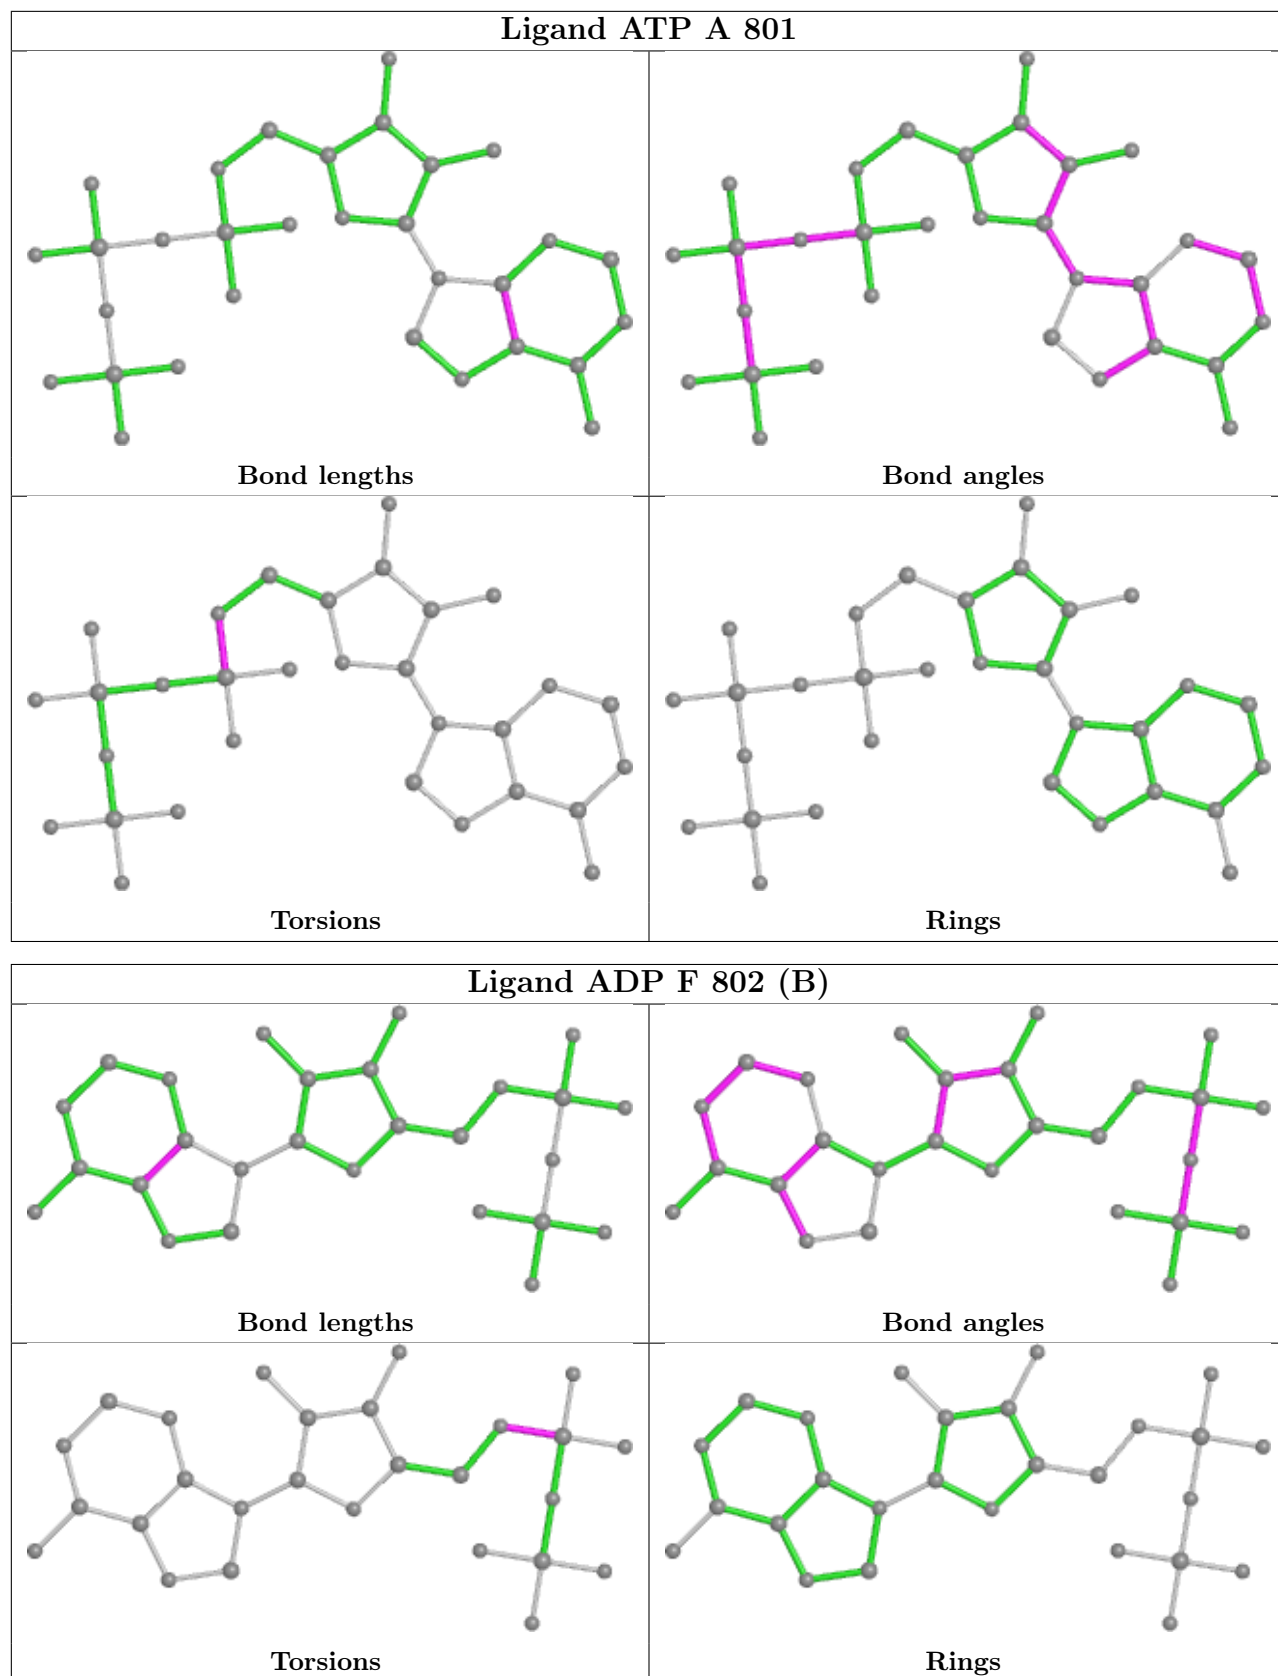 Ligand ATP A 801
Bond lengths
Bond angles
Torsions
Rings
Ligand ADP F 802 (B)
Bond lengths
Bond angles
Torsions
Rings